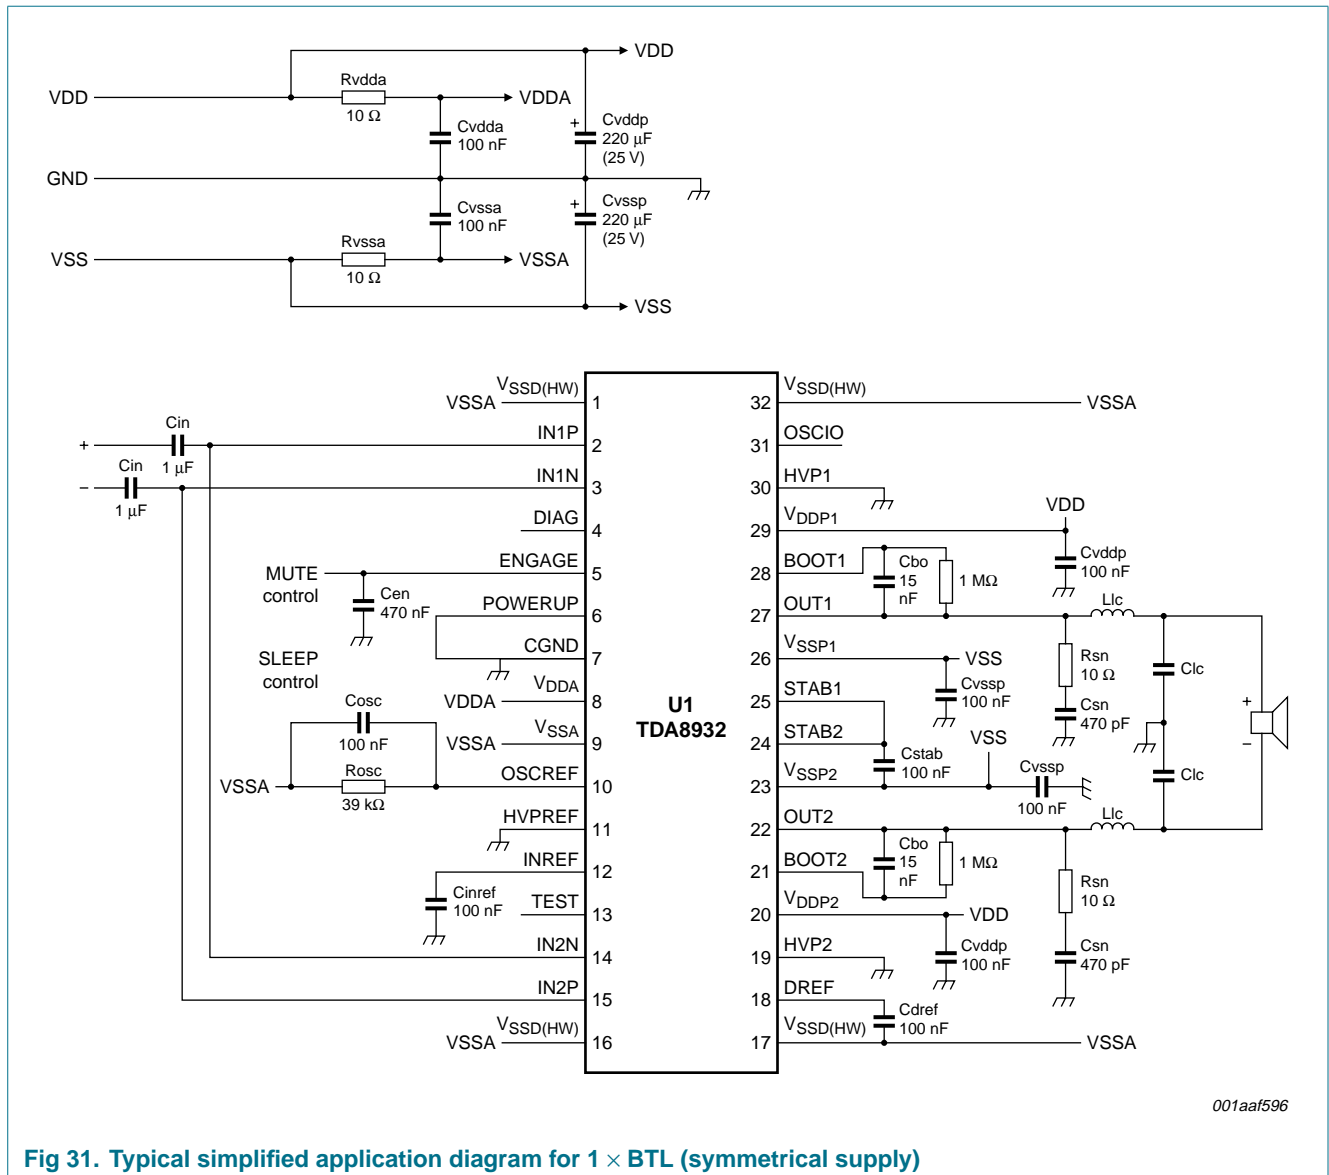 VDD
Rvdda
VDD
VDDA
10 Ω
Cvdda
100 nF
+
Cvddp
220 μF
(25 V)
GND
Cvssa
100 nF
+
Cvssp
220 μF
(25 V)
Rvssa
VSS
VSSA
10 Ω
VSS
VSSD(HW)
VSSA
1
Cin
+
IN1P
2
1 μF
Cin
−
IN1N
3
1 μF
DIAG
4
MUTE
control
ENGAGE
5
Cen
470 nF
POWERUP
6
CGND
7
SLEEP
control
VDDA
VDDA
8
Cosc
100 nF
VSSA
VSSA
9
VSSA
Rosc
39 kΩ
OSCREF
10
HVPREF
11
INREF
12
Cinref
100 nF
TEST
13
IN2N
14
IN2P
15
VSSD(HW)
VSSA
16
U1
TDA8932
VSSD(HW)
32
VSSA
OSCIO
31
HVP1
30
VDD
VDDP1
29
Cvddp
100 nF
BOOT1
28
Cbo
15
nF
1 MΩ
OUT1
27
Llc
VSSP1
26
VSS
Cvssp
100 nF
Rsn
10 Ω
Csn
470 pF
Clc
STAB1
25
STAB2
24
Cstab
100 nF
VSS
+
−
VSSP2
23
Cvssp
100 nF
Clc
OUT2
22
Llc
Cbo
15
nF
1 MΩ
BOOT2
21
Rsn
10 Ω
VDDP2
20
VDD
Cvddp
100 nF
Csn
470 pF
HVP2
19
DREF
18
Cdref
100 nF
VSSD(HW)
17
VSSA
001aaf596
Fig 31. Typical simplified application diagram for 1 × BTL (symmetrical supply)